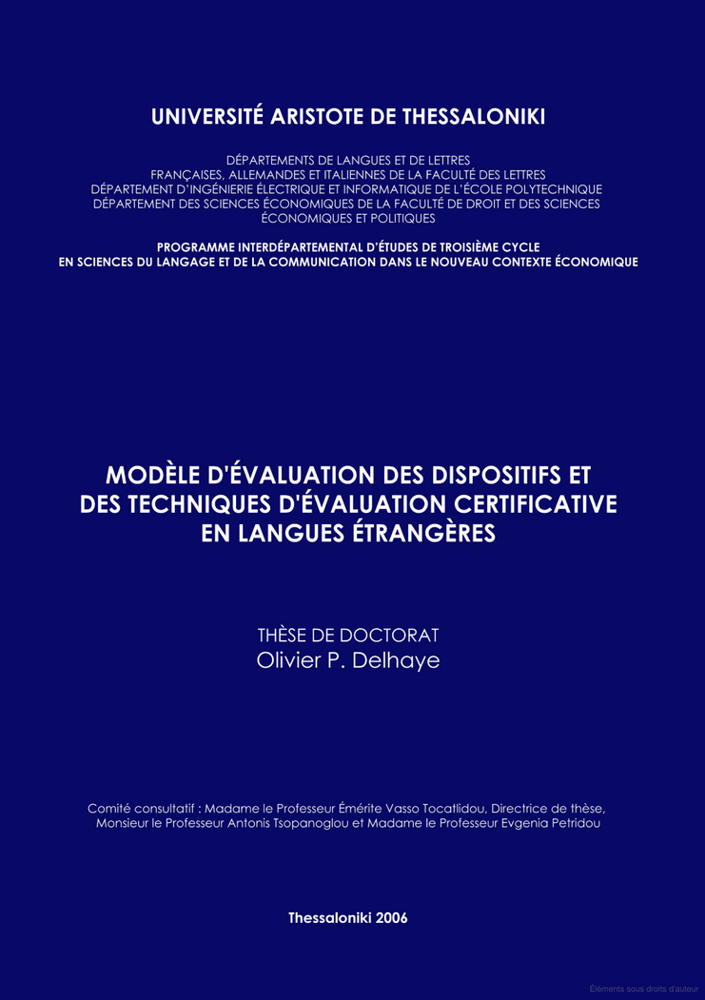 UNIVERSITÉ ARISTOTE DE THESSALONIKI
DÉPARTEMENTS DE LANGUES ET DE LETTRES
FRANÇAISES, ALLEMANDES ET ITALIENNES DE LA FACULTÉ DES LETTRES
DÉPARTEMENT D’INGÉNIERIE ÉLECTRIQUE ET INFORMATIQUE DE L’ÉCOLE POLYTECHNIQUE
DÉPARTEMENT DES SCIENCES ÉCONOMIQUES DE LA FACULTÉ DE DROIT ET DES SCIENCES
ÉCONOMIQUES ET POLITIQUES
PROGRAMME INTERDÉPARTEMENTAL D'ÉTUDES DE TROISIÈME CYCLE
EN SCIENCES DU LANGAGE ET DE LA COMMUNICATION DANS LE NOUVEAU CONTEXTE ÉCONOMIQUE
MODÈLE D'ÉVALUATION DES DISPOSITIFS ET
DES TECHNIQUES D'ÉVALUATION CERTIFICATIVE
EN LANGUES ÉTRANGÈRES
THÈSE DE DOCTORAT
Olivier P. Delhaye
Comité consultatif : Madame le Professeur Émérite Vasso Tocatlidou, Directrice de thèse,
Monsieur le Professeur Antonis Tsopanoglou et Madame le Professeur Evgenia Petridou
Thessaloniki 2006
Éléments sous droits d'auteur